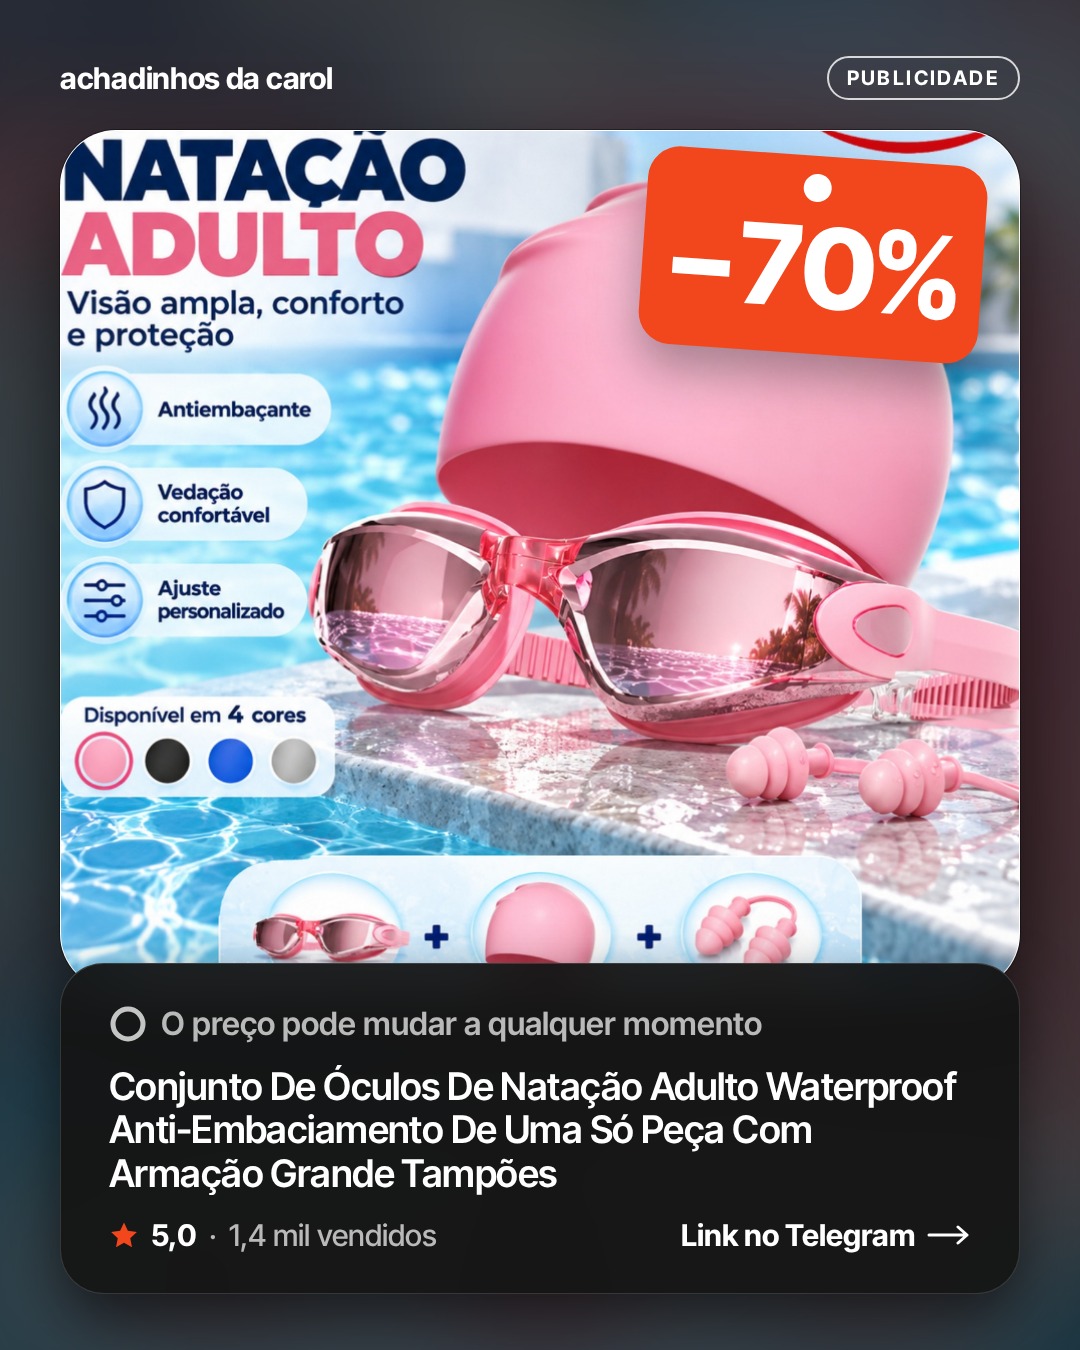 achadinhos da carol
PUBLICIDADE
NATAÇÃO
ADULTO
Visão ampla, conforto
e proteção
-70%
Antiembaçante
Vedação
confortável
Ajuste
personalizado
Disponível em 4 cores
O preço pode mudar a qualquer momento
Conjunto De Óculos De Natação Adulto Waterproof
Anti-Embaciamento De Uma Só Peça Com
Armação Grande Tampões
5,0 · 1,4 mil vendidos
Link no Telegram →